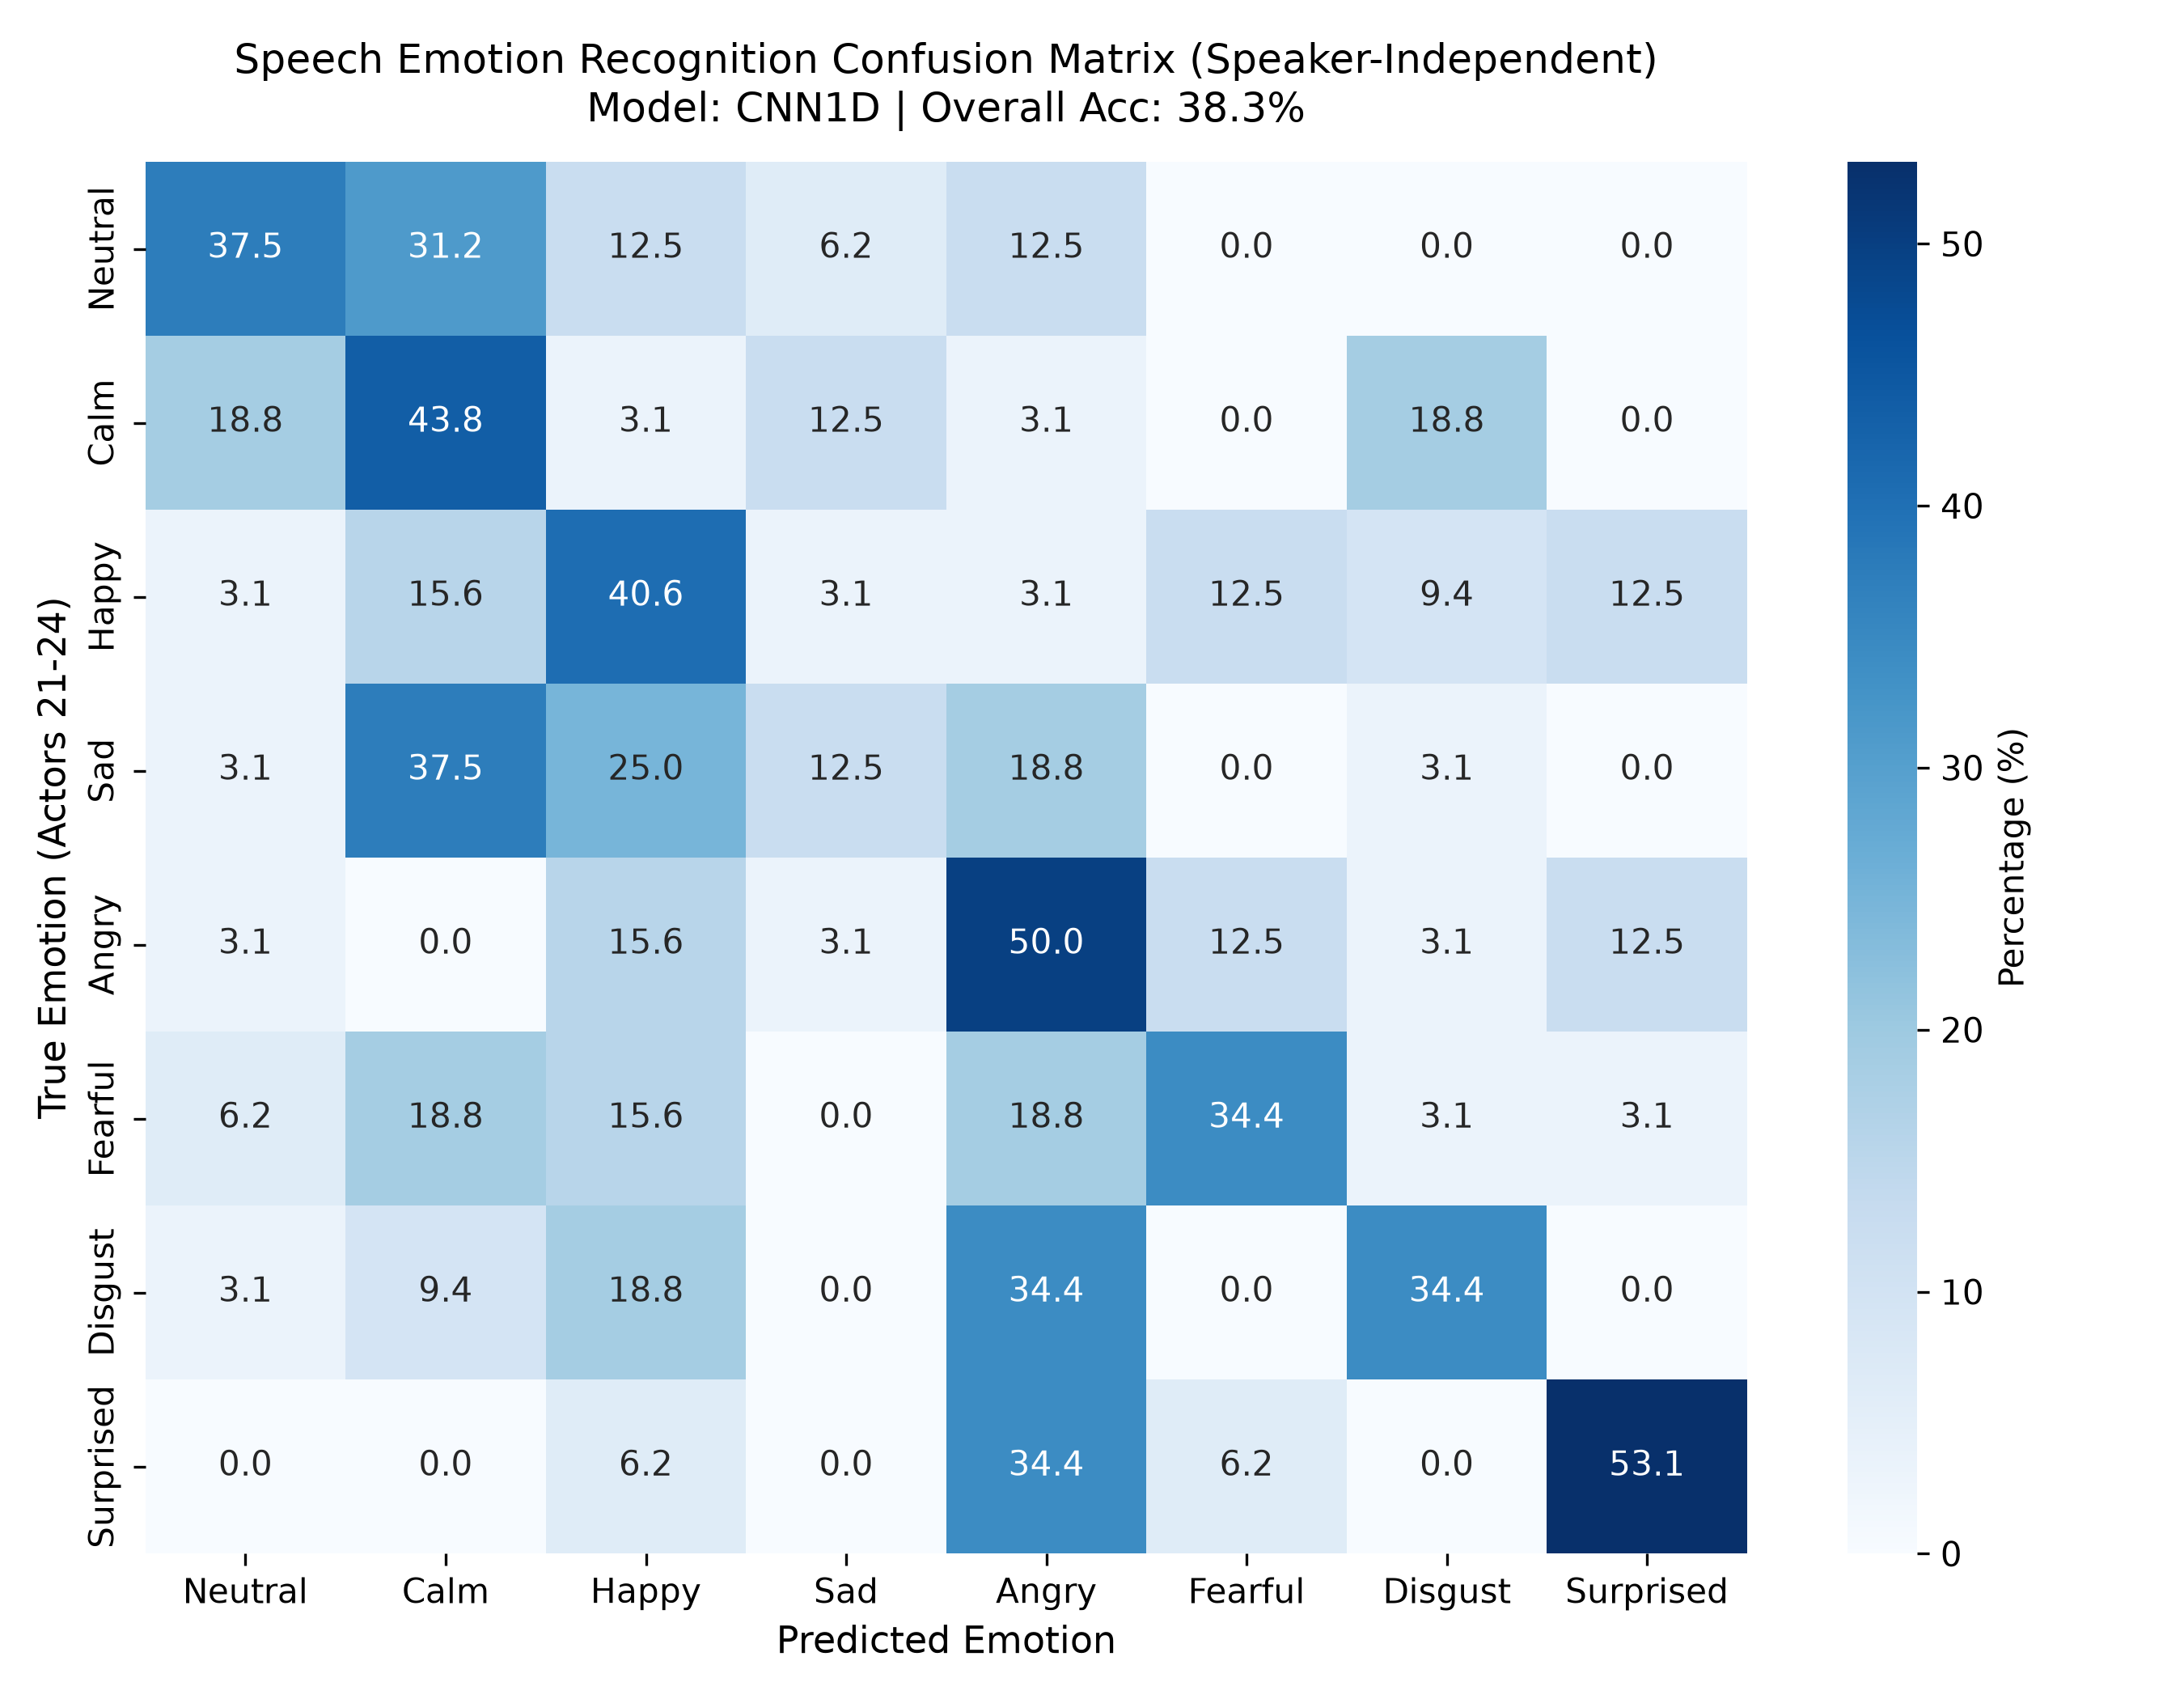 Speech Emotion Recognition Confusion Matrix (Speaker-Independent)
Model: CNN1D | Overall Acc: 38.3%
True Emotion (Actors 21-24)
Neutral 37.5 31.2 12.5 6.2 12.5 0.0 0.0 0.0
Calm 18.8 43.8 3.1 12.5 3.1 0.0 18.8 0.0
Happy 3.1 15.6 40.6 3.1 3.1 12.5 9.4 12.5
Sad 3.1 37.5 25.0 12.5 18.8 0.0 3.1 0.0
Angry 3.1 0.0 15.6 3.1 50.0 12.5 3.1 12.5
Fearful 6.2 18.8 15.6 0.0 18.8 34.4 3.1 3.1
Disgust 3.1 9.4 18.8 0.0 34.4 0.0 34.4 0.0
Surprised 0.0 0.0 6.2 0.0 34.4 6.2 0.0 53.1
Neutral Calm Happy Sad Angry Fearful Disgust Surprised
Predicted Emotion
50
40
30
20
10
0
Percentage (%)